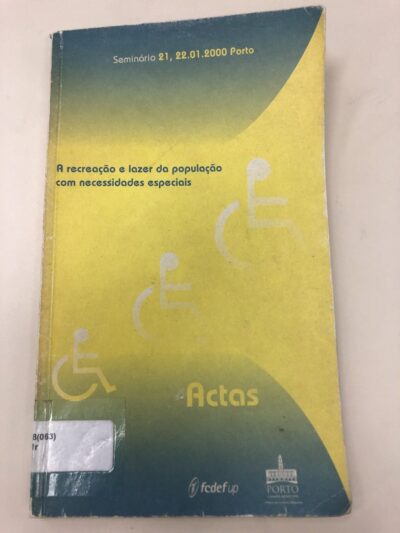 Seminário 21, 22.01.2000 Porto
A recreação e lazer da população
com necessidades especiais
Actas
8(063)
fcdef up
PORTO